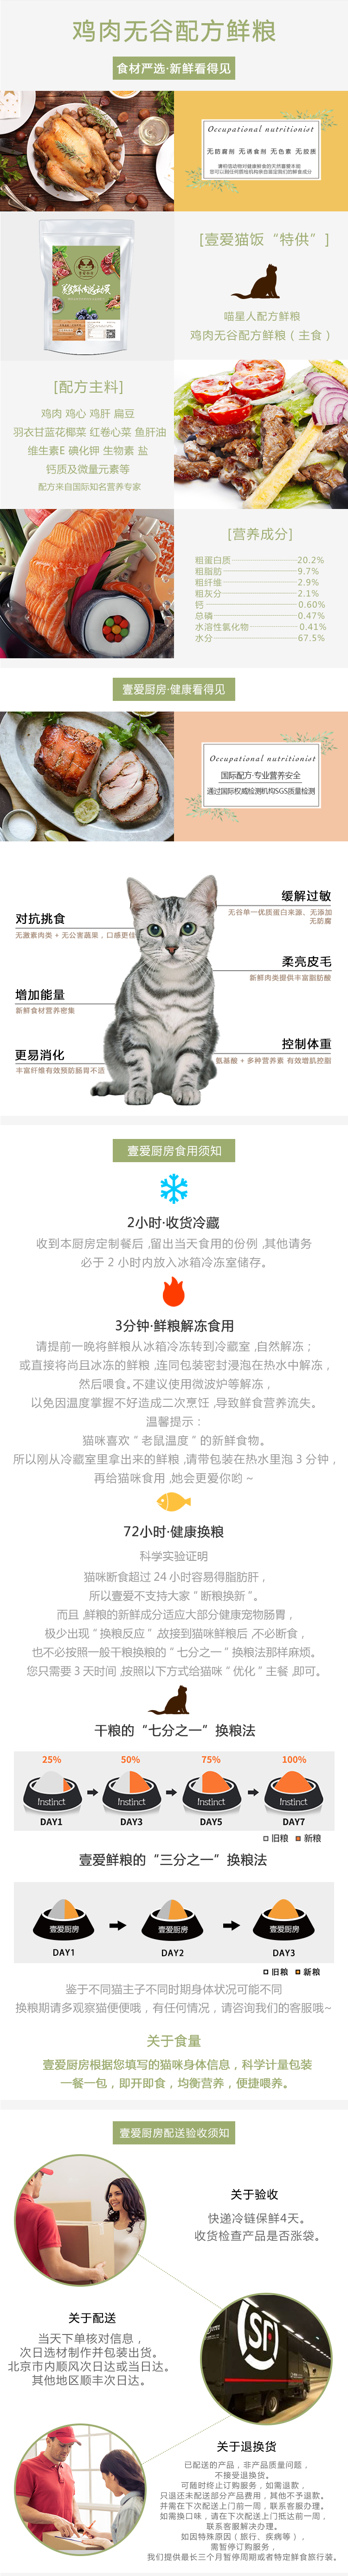 鸡肉无谷配方鲜粮
食材严选·新鲜看得见
Occupational nutritionist
无防腐剂 无诱食剂 无色素 无胶质
[壹爱猫饭“特供”]
喵星人配方鲜粮
鸡肉无谷配方鲜粮（主食）
[配方主料]
鸡肉 鸡心 鸡肝 扁豆
羽衣甘蓝花椰菜 红卷心菜 鱼肝油
维生素E 碘化钾 生物素 盐
钙质及微量元素等
配方来自国际知名营养专家
[营养成分]
粗蛋白质 20.2%
粗脂肪 9.7%
粗纤维 2.9%
粗灰分 2.1%
钙 0.60%
总磷 0.47%
水溶性氯化物 0.41%
水分 67.5%
壹爱厨房·健康看得见
Occupational nutritionist
国际配方·专业营养安全
通过国际权威检测机构SGS质量检测
缓解过敏
无谷单一优质蛋白来源、无添加
无防腐
对抗挑食
无激素肉类 + 无公害蔬果，口感更佳
柔亮皮毛
新鲜肉类提供丰富脂肪酸
增加能量
新鲜食材营养密集
控制体重
氨基酸 + 多种营养素 有效增肌控脂
更易消化
丰富纤维有效预防肠胃不适
壹爱厨房食用须知
2小时·收货冷藏
收到本厨房定制餐后 ,留出当天食用的份例 ,其他请务
必于 2 小时内放入冰箱冷冻室储存。
3分钟·鲜粮解冻食用
请提前一晚将鲜粮从冰箱冷冻转到冷藏室 ,自然解冻；
或直接将尚且冰冻的鲜粮 ,连同包装密封浸泡在热水中解冻，
然后喂食。不建议使用微波炉等解冻，
以免因温度掌握不好造成二次烹饪 ,导致鲜食营养流失。
温馨提示：
猫咪喜欢“老鼠温度”的新鲜食物。
所以刚从冷藏室里拿出来的鲜粮 ,请带包装在热水里泡 3 分钟，
再给猫咪食用 ,她会更爱你哟 ~
72小时·健康换粮
科学实验证明
猫咪断食超过 24 小时容易得脂肪肝，
所以壹爱不支持大家“断粮换新”。
而且 ,鲜粮的新鲜成分适应大部分健康宠物肠胃，
极少出现“换粮反应”,故接到猫咪鲜粮后 ,不必断食，
也不必按照一般干粮换粮的“七分之一”换粮法那样麻烦。
您只需要 3 天时间 ,按照以下方式给猫咪“优化”主餐 ,即可。
干粮的“七分之一”换粮法
25% 50% 75% 100%
instinct instinct instinct instinct
DAY1 DAY3 DAY5 DAY7
旧粮 新粮
壹爱鲜粮的“三分之一”换粮法
壹爱厨房 壹爱厨房 壹爱厨房
DAY1 DAY2 DAY3
旧粮 新粮
鉴于不同猫主子不同时期身体状况可能不同
换粮期请多观察猫便便哦，有任何情况，请咨询我们的客服哦~
关于食量
壹爱厨房根据您填写的猫咪身体信息，科学计量包装
一餐一包，即开即食，均衡营养，便捷喂养。
壹爱厨房配送验收须知
关于验收
快递冷链保鲜4天。
收货检查产品是否涨袋。
关于配送
当天下单核对信息，
次日选材制作并包装出货。
北京市内顺风次日达或当日达。
其他地区顺丰次日达。
SF
关于退换货
已配送的产品，非产品质量问题，
不接受退换货。
可随时终止订购服务，如需退款，
只退还未配送部分产品费用，其他不予退款。
并需在下次配送上门前一周，联系客服办理。
如需换口味，请在下次配送上门抵达前一周，
联系客服解决办理。
如因特殊原因（旅行、疾病等），
需暂停订购服务，
我们提供最长三个月暂停周期或者特定鲜食旅行装。